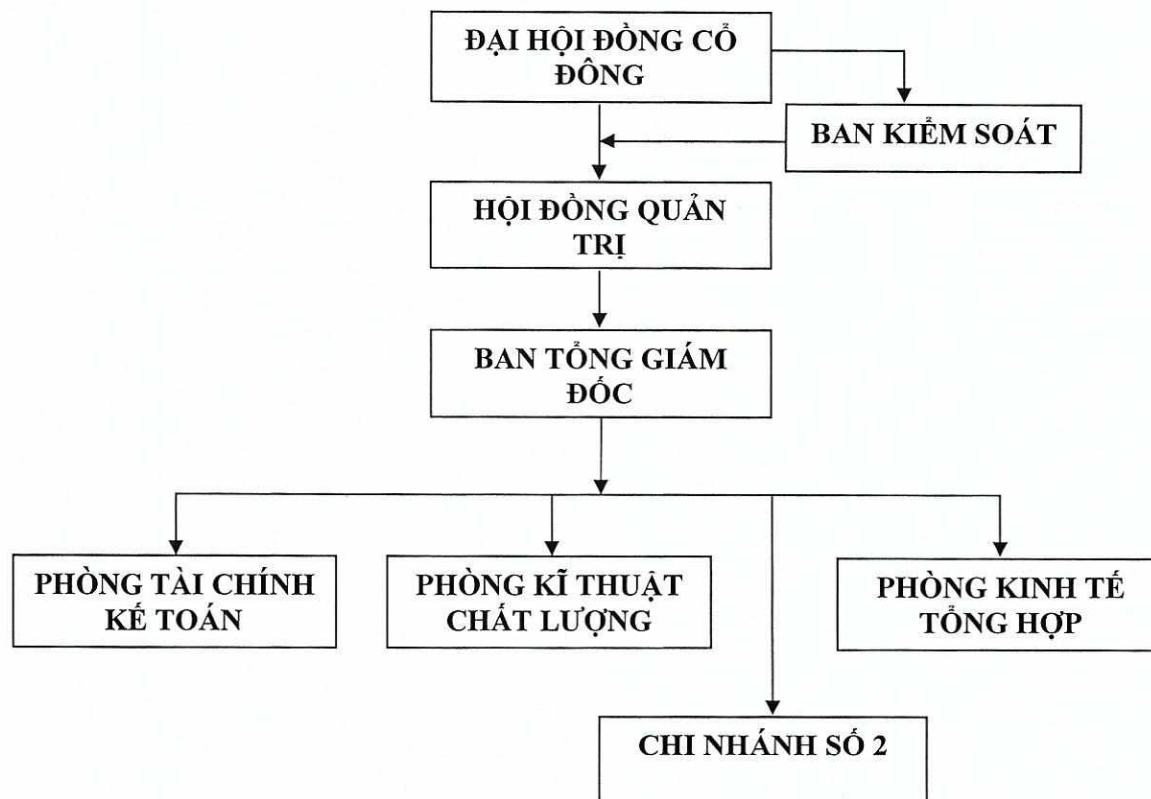 ĐẠI HỘI ĐỒNG CỔ
ĐÔNG
BAN KIỂM SOÁT
HỘI ĐỒNG QUẢN
TRỊ
BAN TỔNG GIÁM
ĐỐC
PHÒNG TÀI CHÍNH
KẾ TOÁN
PHÒNG KĨ THUẬT
CHẤT LƯỢNG
PHÒNG KINH TẾ
TỔNG HỢP
CHI NHÁNH SỐ 2